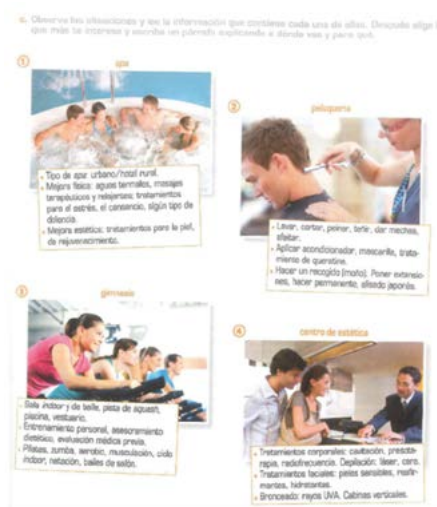 c. Observa las situaciones y lee la información que contiene cada una de ellas. Después elige
que más te interese y escribe un párrafo explicando a dónde vas y para qué.
1
spa
• Tipo de spa: urbano/hotel rural.
• Mejora física: aguas termales, masajes
terapéuticos y relajantes; tratamientos
para el estrés, el cansancio, algún tipo de
dolencia.
• Mejora estética: tratamientos para la piel,
de rejuvenecimiento.
2
peluquería
• Lavar, cortar, peinar, teñir, dar mechas,
afeitar.
• Aplicar acondicionador, mascarilla, trata-
miento de queratina.
• Hacer un recogido (moño). Poner extensio-
nes, hacer permanente, alisado japonés.
3
gimnasio
• Sala indoor y de baile, pista de squash,
piscina, vestuario.
• Entrenamiento personal, asesoramiento
dietético, evaluación médica previa.
• Pilates, zumba, aerobic, musculación, ciclo
indoor, natación, bailes de salón.
4
centro de estética
• Tratamientos corporales: cavitación, presote-
rapia, radiofrecuencia. Depilación: láser, cera.
• Tratamientos faciales: pieles sensibles, reafir-
mantes, hidratantes.
• Bronceado: rayos UVA. Cabinas verticales.